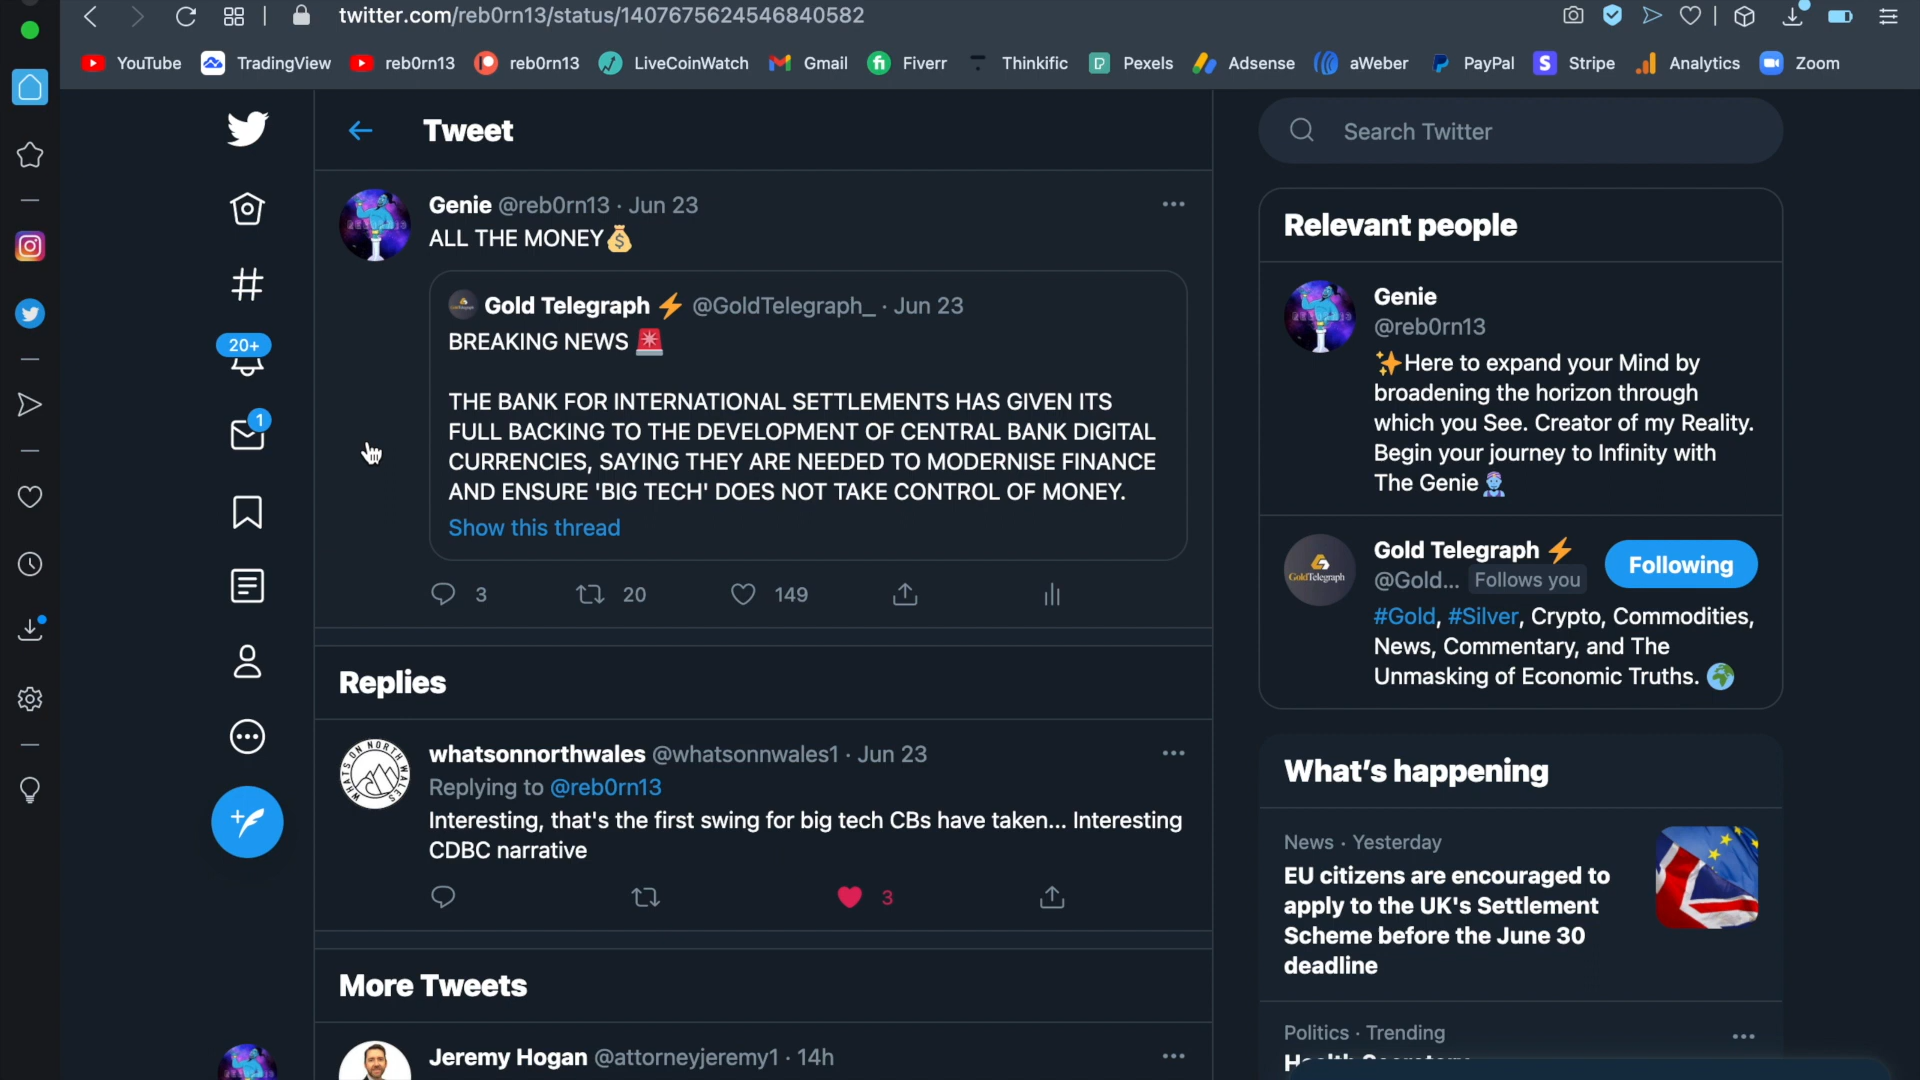 twitter.com/reb0rn13/status/1407675624546840582
YouTube TradingView reb0rn13 reb0rn13 LiveCoinWatch Gmail Fiverr Thinkific Pexels Adsense aWeber PayPal Stripe Analytics Zoom
Tweet
Genie @reb0rn13 · Jun 23
ALL THE MONEY💰
Gold Telegraph ⚡ @GoldTelegraph_ · Jun 23
BREAKING NEWS 🚨
THE BANK FOR INTERNATIONAL SETTLEMENTS HAS GIVEN ITS
FULL BACKING TO THE DEVELOPMENT OF CENTRAL BANK DIGITAL
CURRENCIES, SAYING THEY ARE NEEDED TO MODERNISE FINANCE
AND ENSURE 'BIG TECH' DOES NOT TAKE CONTROL OF MONEY.
Show this thread
3 20 149
20+
1
Replies
whatsonnorthwales @whatsonnwales1 · Jun 23
Replying to @reb0rn13
Interesting, that's the first swing for big tech CBs have taken... Interesting
CDBC narrative
3
WHATS ON NORTH WALES
More Tweets
Jeremy Hogan @attorneyjeremy1 · 14h
Search Twitter
Relevant people
Genie
@reb0rn13
✨Here to expand your Mind by
broadening the horizon through
which you See. Creator of my Reality.
Begin your journey to Infinity with
The Genie🧞‍♂️
Gold Telegraph ⚡
@Gold... Follows you
Following
GoldTelegraph
#Gold, #Silver, Crypto, Commodities,
News, Commentary, and The
Unmasking of Economic Truths. 🌍
What's happening
News · Yesterday
EU citizens are encouraged to
apply to the UK's Settlement
Scheme before the June 30
deadline
Politics · Trending